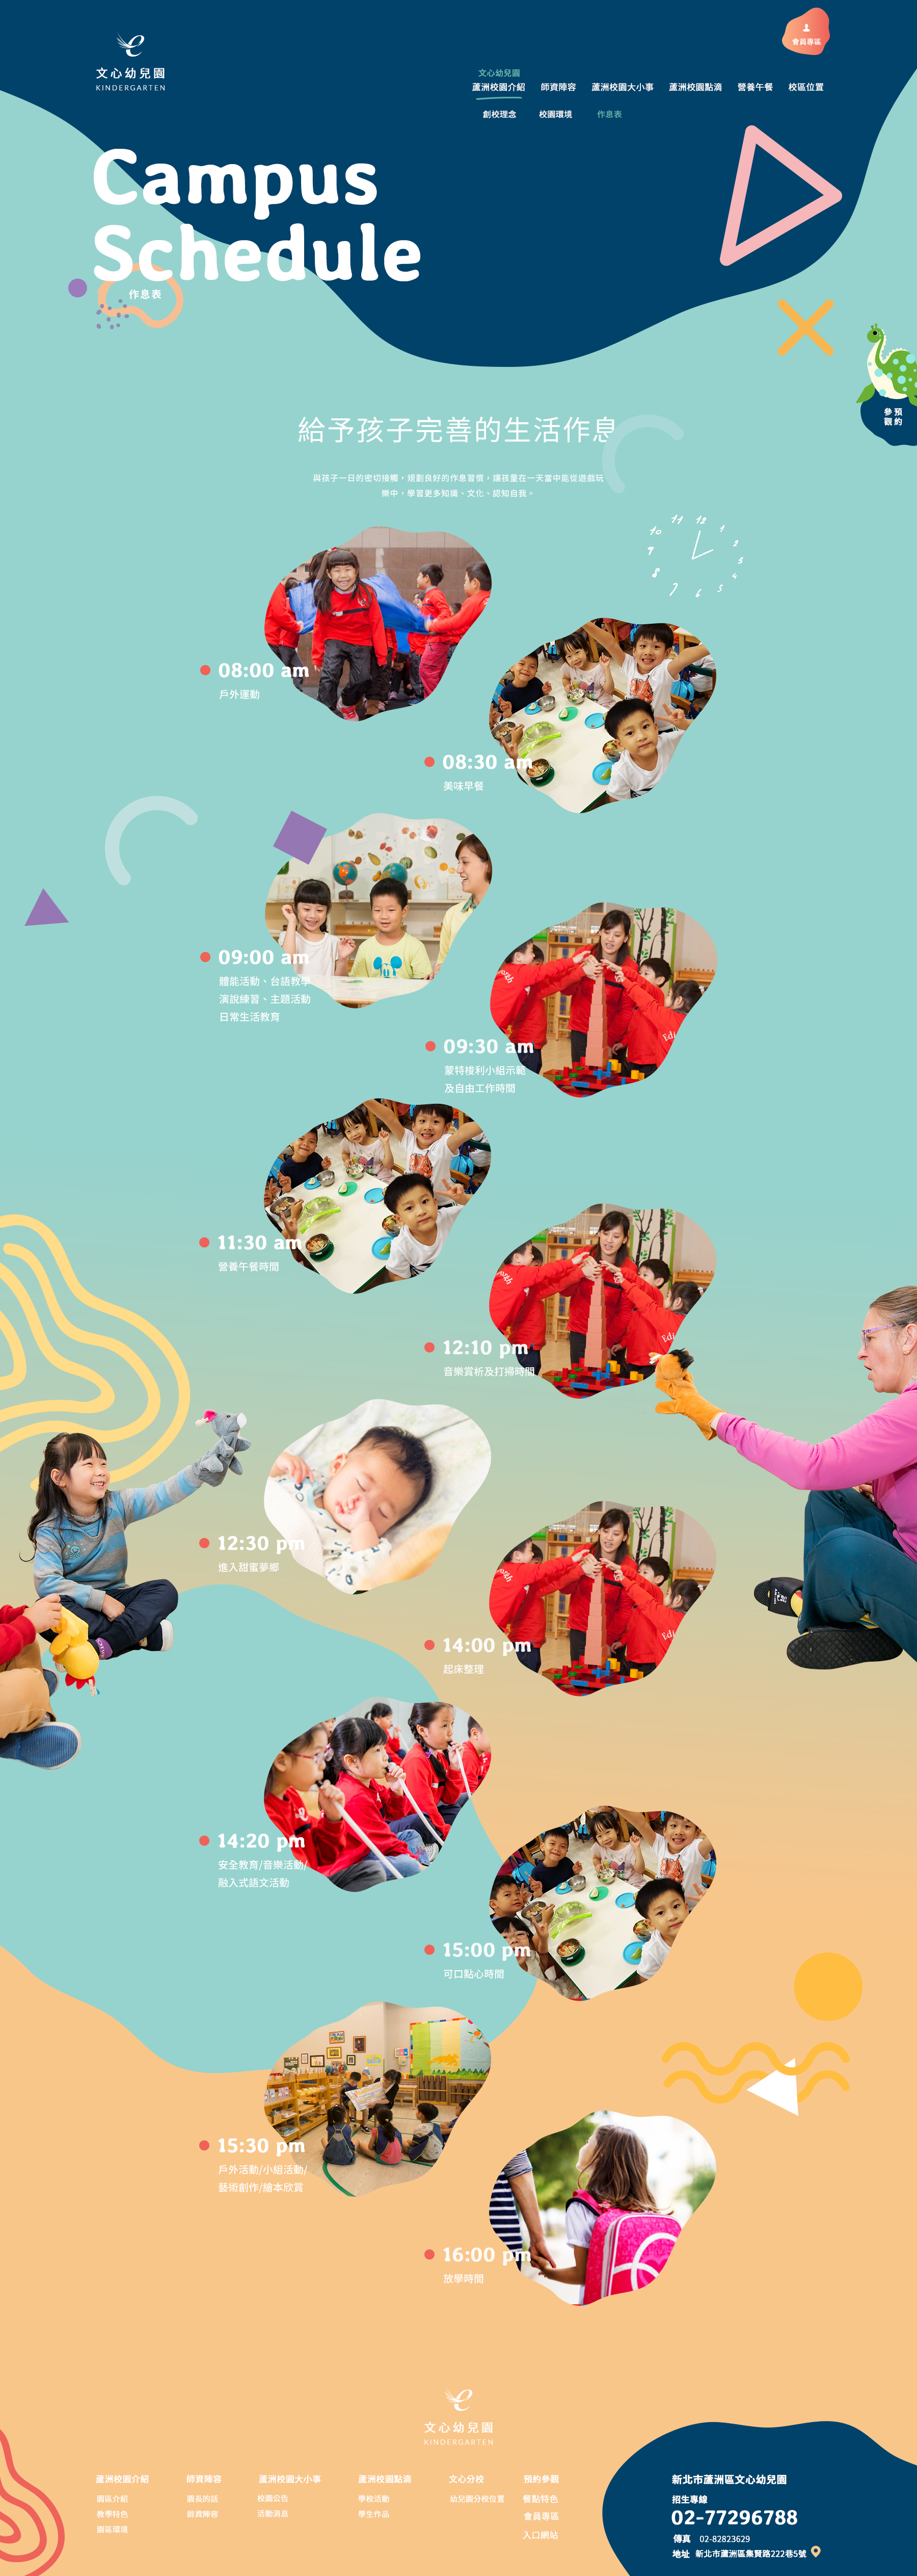 會員專區
文心幼兒園
KINDERGARTEN
文心幼兒園
蘆洲校園介紹 師資陣容 蘆洲校園大小事 蘆洲校園點滴 營養午餐 校區位置
創校理念 校園環境 作息表
Campus
Schedule
作息表
參預
觀約
給予孩子完善的生活作息
與孩子一日的密切接觸，規劃良好的作息習慣，讓孩童在一天當中能從遊戲玩
樂中，學習更多知識、文化、認知自我。
12
1
2
3
4
5
6
7
8
9
10
11
08:00 am
戶外運動
08:30 am
美味早餐
09:00 am
體能活動、台語教學
演說練習、主題活動
日常生活教育
09:30 am
蒙特梭利小組示範
及自由工作時間
11:30 am
營養午餐時間
12:10 pm
音樂賞析及打掃時間
12:30 pm
進入甜蜜夢鄉
14:00 pm
起床整理
14:20 pm
安全教育/音樂活動/
融入式語文活動
15:00 pm
可口點心時間
15:30 pm
戶外活動/小組活動/
藝術創作/繪本欣賞
16:00 pm
放學時間
文心幼兒園
KINDERGARTEN
蘆洲校園介紹 師資陣容 蘆洲校園大小事 蘆洲校園點滴 文心分校 預約參觀
園區介紹 園長的話 校園公告 學校活動 幼兒園分校位置 餐點特色
教學特色 師資陣容 活動消息 學生作品 會員專區
園區環境 入口網站
新北市蘆洲區文心幼兒園
招生專線
02-77296788
傳真 02-82823629
地址 新北市蘆洲區集賢路222巷5號